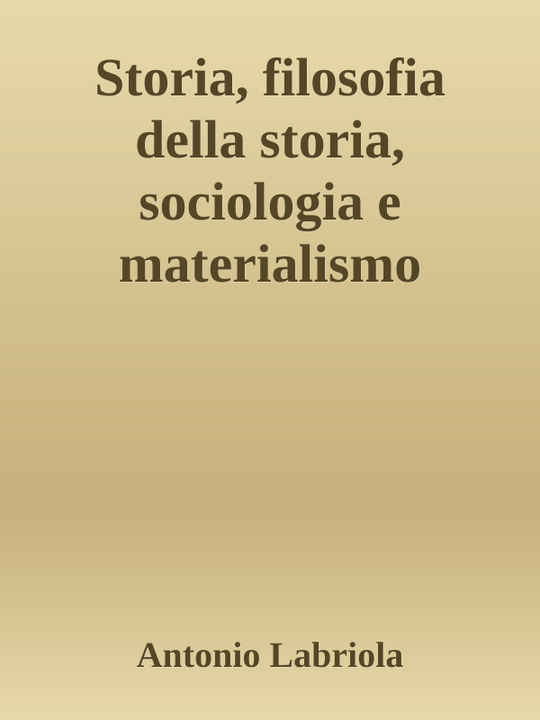 Storia, filosofia
della storia,
sociologia e
materialismo
Antonio Labriola